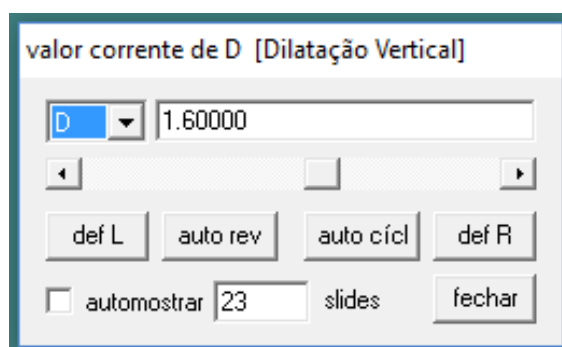 valor corrente de D [Dilatação Vertical]
D 1.60000
def L auto rev auto cícl def R
automostrar 23 slides fechar